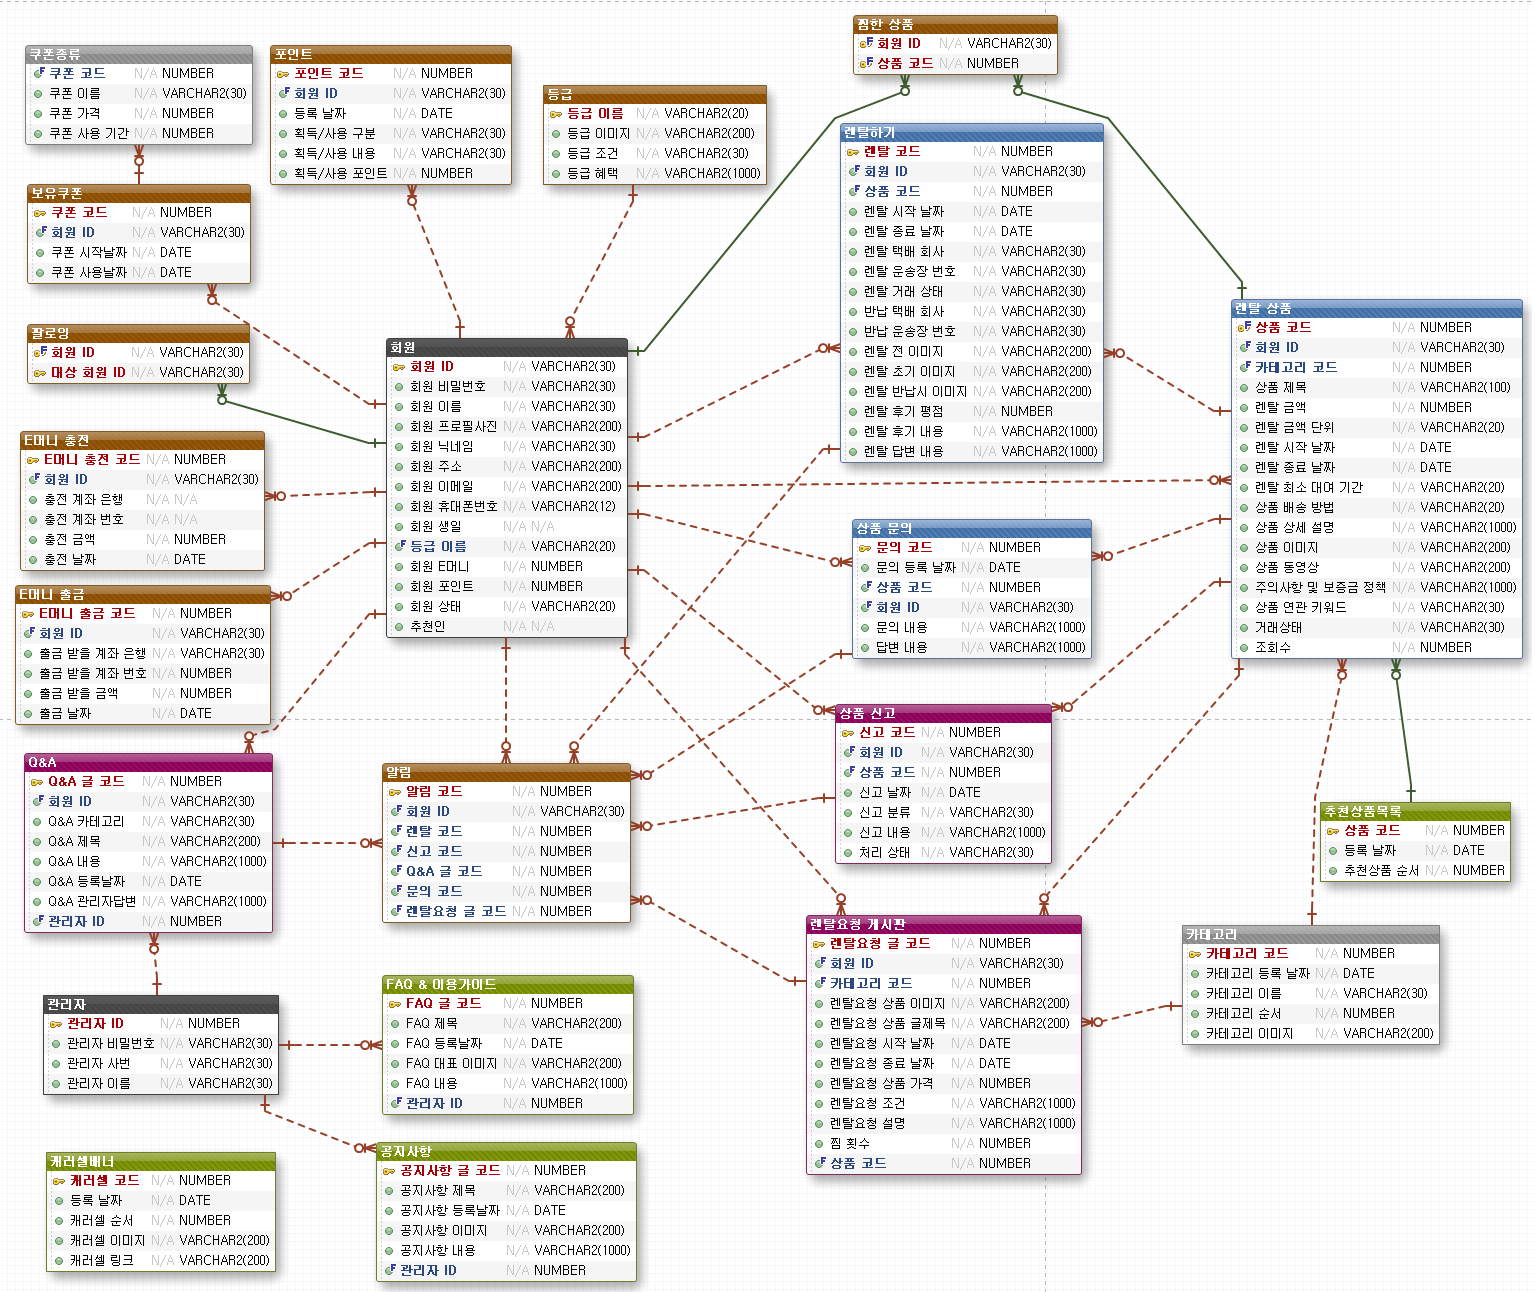 쿠폰종류
쿠폰 코드 N/A NUMBER
쿠폰 이름 N/A VARCHAR2(30)
쿠폰 가격 N/A NUMBER
쿠폰 사용 기간 N/A NUMBER
포인트
포인트 코드 N/A NUMBER
회원 ID N/A VARCHAR2(30)
등록 날짜 N/A DATE
획득/사용 구분 N/A VARCHAR2(30)
획득/사용 내용 N/A VARCHAR2(30)
획득/사용 포인트 N/A NUMBER
등급
등급 이름 N/A VARCHAR2(20)
등급 이미지 N/A VARCHAR2(200)
등급 조건 N/A VARCHAR2(30)
등급 혜택 N/A VARCHAR2(1000)
찜한 상품
회원 ID N/A VARCHAR2(30)
상품 코드 N/A NUMBER
렌탈하기
렌탈 코드 N/A NUMBER
회원 ID N/A VARCHAR2(30)
상품 코드 N/A NUMBER
렌탈 시작 날짜 N/A DATE
렌탈 종료 날짜 N/A DATE
렌탈 택배 회사 N/A VARCHAR2(30)
렌탈 운송장 번호 N/A VARCHAR2(30)
렌탈 거래 상태 N/A VARCHAR2(30)
반납 택배 회사 N/A VARCHAR2(30)
반납 운송장 번호 N/A VARCHAR2(30)
렌탈 전 이미지 N/A VARCHAR2(200)
렌탈 초기 이미지 N/A VARCHAR2(200)
렌탈 반납시 이미지 N/A VARCHAR2(200)
렌탈 후기 평점 N/A NUMBER
렌탈 후기 내용 N/A VARCHAR2(1000)
렌탈 답변 내용 N/A VARCHAR2(1000)
보유쿠폰
쿠폰 코드 N/A NUMBER
회원 ID N/A VARCHAR2(30)
쿠폰 시작날짜 N/A DATE
쿠폰 사용날짜 N/A DATE
팔로잉
회원 ID N/A VARCHAR2(30)
대상 회원 ID N/A VARCHAR2(30)
회원
회원 ID N/A VARCHAR2(30)
회원 비밀번호 N/A VARCHAR2(30)
회원 이름 N/A VARCHAR2(30)
회원 프로필사진 N/A VARCHAR2(200)
회원 닉네임 N/A VARCHAR2(30)
회원 주소 N/A VARCHAR2(200)
회원 이메일 N/A VARCHAR2(200)
회원 휴대폰번호 N/A VARCHAR2(12)
회원 생일 N/A N/A
등급 이름 N/A VARCHAR2(20)
회원 E머니 N/A NUMBER
회원 포인트 N/A NUMBER
회원 상태 N/A VARCHAR2(20)
추천인 N/A N/A
렌탈 상품
상품 코드 N/A NUMBER
회원 ID N/A VARCHAR2(30)
카테고리 코드 N/A NUMBER
상품 제목 N/A VARCHAR2(100)
렌탈 금액 N/A NUMBER
렌탈 금액 단위 N/A VARCHAR2(20)
렌탈 시작 날짜 N/A DATE
렌탈 종료 날짜 N/A DATE
렌탈 최소 대여 기간 N/A VARCHAR2(20)
상품 배송 방법 N/A VARCHAR2(20)
상품 상세 설명 N/A VARCHAR2(1000)
상품 이미지 N/A VARCHAR2(200)
상품 동영상 N/A VARCHAR2(200)
주의사항 및 보증금 정책 N/A VARCHAR2(1000)
상품 연관 키워드 N/A VARCHAR2(30)
거래상태 N/A VARCHAR2(30)
조회수 N/A NUMBER
E머니 충전
E머니 충전 코드 N/A NUMBER
회원 ID N/A VARCHAR2(30)
충전 계좌 은행 N/A N/A
충전 계좌 번호 N/A N/A
충전 금액 N/A NUMBER
충전 날짜 N/A DATE
E머니 출금
E머니 출금 코드 N/A NUMBER
회원 ID N/A VARCHAR2(30)
출금 받을 계좌 은행 N/A VARCHAR2(30)
출금 받을 계좌 번호 N/A NUMBER
출금 받을 금액 N/A NUMBER
출금 날짜 N/A DATE
상품 문의
문의 코드 N/A NUMBER
문의 등록 날짜 N/A DATE
상품 코드 N/A NUMBER
회원 ID N/A VARCHAR2(30)
문의 내용 N/A VARCHAR2(1000)
답변 내용 N/A VARCHAR2(1000)
상품 신고
신고 코드 N/A NUMBER
회원 ID N/A VARCHAR2(30)
상품 코드 N/A NUMBER
신고 날짜 N/A DATE
신고 분류 N/A VARCHAR2(30)
신고 내용 N/A VARCHAR2(1000)
처리 상태 N/A VARCHAR2(30)
Q&A
Q&A 글 코드 N/A NUMBER
회원 ID N/A VARCHAR2(30)
Q&A 카테고리 N/A VARCHAR2(30)
Q&A 제목 N/A VARCHAR2(200)
Q&A 내용 N/A VARCHAR2(1000)
Q&A 등록날짜 N/A DATE
Q&A 관리자답변 N/A VARCHAR2(1000)
관리자 ID N/A NUMBER
알림
알림 코드 N/A NUMBER
회원 ID N/A VARCHAR2(30)
렌탈 코드 N/A NUMBER
신고 코드 N/A NUMBER
Q&A 글 코드 N/A NUMBER
문의 코드 N/A NUMBER
렌탈요청 글 코드 N/A NUMBER
추천상품목록
상품 코드 N/A NUMBER
등록 날짜 N/A DATE
추천상품 순서 N/A NUMBER
렌탈요청 게시판
렌탈요청 글 코드 N/A NUMBER
회원 ID N/A VARCHAR2(30)
카테고리 코드 N/A NUMBER
렌탈요청 상품 이미지 N/A VARCHAR2(200)
렌탈요청 상품 글제목 N/A VARCHAR2(200)
렌탈요청 시작 날짜 N/A DATE
렌탈요청 종료 날짜 N/A DATE
렌탈요청 상품 가격 N/A NUMBER
렌탈요청 조건 N/A VARCHAR2(1000)
렌탈요청 설명 N/A VARCHAR2(1000)
찜 횟수 N/A NUMBER
상품 코드 N/A NUMBER
카테고리
카테고리 코드 N/A NUMBER
카테고리 등록 날짜 N/A DATE
카테고리 이름 N/A VARCHAR2(30)
카테고리 순서 N/A NUMBER
카테고리 이미지 N/A VARCHAR2(200)
관리자
관리자 ID N/A NUMBER
관리자 비밀번호 N/A VARCHAR2(30)
관리자 사번 N/A VARCHAR2(30)
관리자 이름 N/A VARCHAR2(30)
FAQ & 이용가이드
FAQ 글 코드 N/A NUMBER
FAQ 제목 N/A VARCHAR2(200)
FAQ 등록날짜 N/A DATE
FAQ 대표 이미지 N/A VARCHAR2(200)
FAQ 내용 N/A VARCHAR2(1000)
관리자 ID N/A NUMBER
캐러셀배너
캐러셀 코드 N/A NUMBER
등록 날짜 N/A DATE
캐러셀 순서 N/A NUMBER
캐러셀 이미지 N/A VARCHAR2(200)
캐러셀 링크 N/A VARCHAR2(200)
공지사항
공지사항 글 코드 N/A NUMBER
공지사항 제목 N/A VARCHAR2(200)
공지사항 등록날짜 N/A DATE
공지사항 이미지 N/A VARCHAR2(200)
공지사항 내용 N/A VARCHAR2(1000)
관리자 ID N/A NUMBER